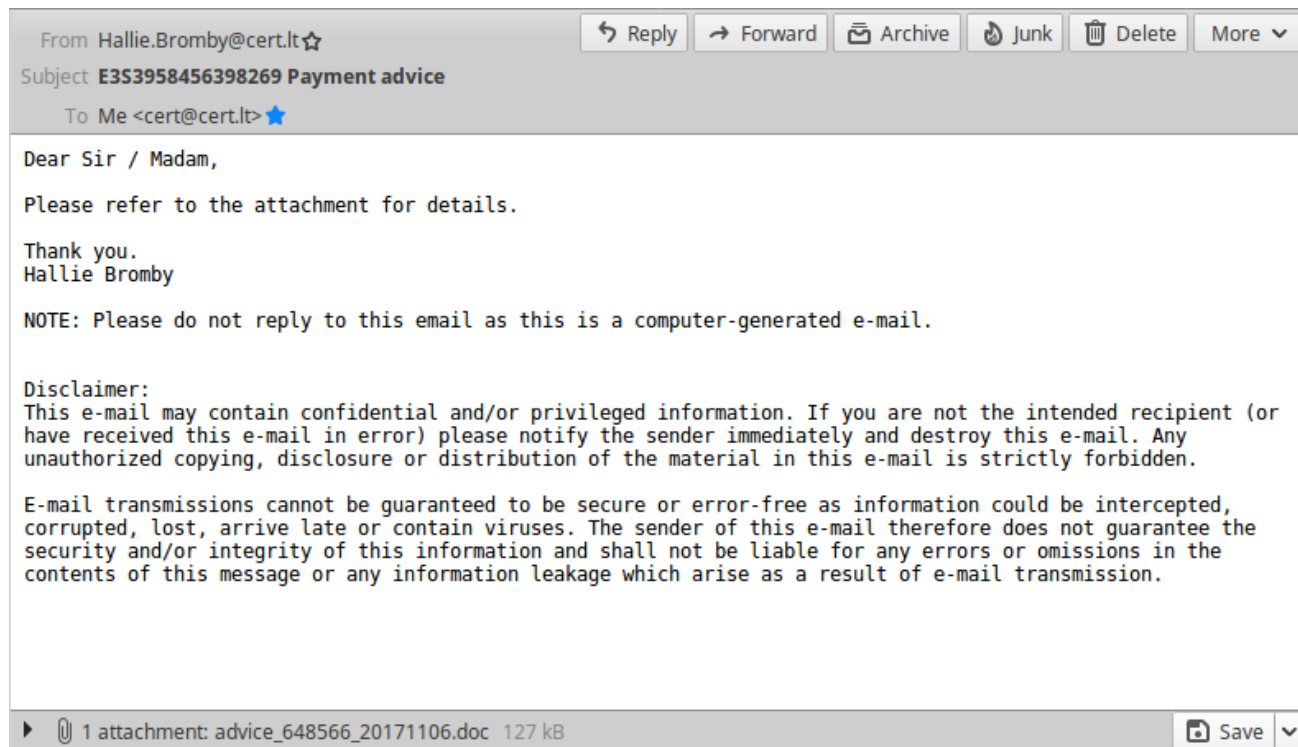 From Hallie.Bromby@cert.lt
Reply
Forward
Archive
Junk
Delete
More
Subject E3S3958456398269 Payment advice
To Me <cert@cert.lt>
Dear Sir / Madam,
Please refer to the attachment for details.
Thank you.
Hallie Bromby
NOTE: Please do not reply to this email as this is a computer-generated e-mail.
Disclaimer:
This e-mail may contain confidential and/or privileged information. If you are not the intended recipient (or
have received this e-mail in error) please notify the sender immediately and destroy this e-mail. Any
unauthorized copying, disclosure or distribution of the material in this e-mail is strictly forbidden.
E-mail transmissions cannot be guaranteed to be secure or error-free as information could be intercepted,
corrupted, lost, arrive late or contain viruses. The sender of this e-mail therefore does not guarantee the
security and/or integrity of this information and shall not be liable for any errors or omissions in the
contents of this message or any information leakage which arise as a result of e-mail transmission.
1 attachment: advice_648566_20171106.doc 127 kB
Save